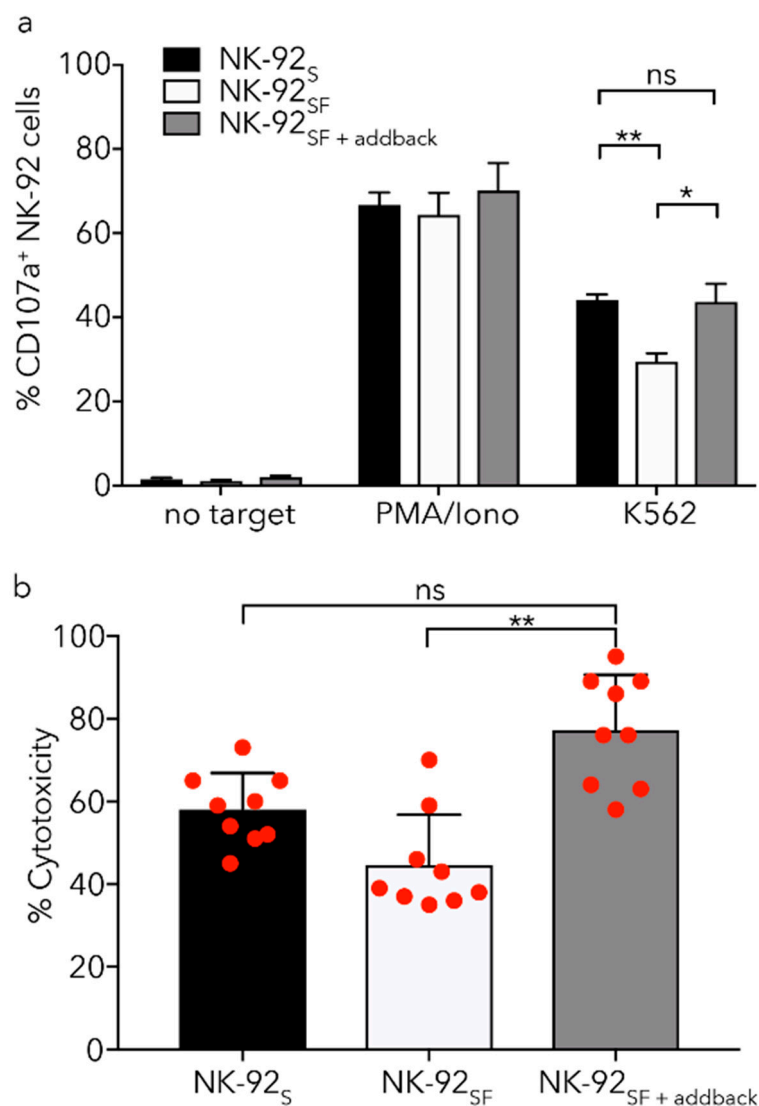 a
% CD107a⁺ NK-92 cells
100
80
60
40
20
0
NK-92S
NK-92SF
NK-92SF + addback
ns
**
*
no target
PMA/Iono
K562
b
% Cytotoxicity
100
80
60
40
20
0
ns
**
NK-92S
NK-92SF
NK-92SF + addback